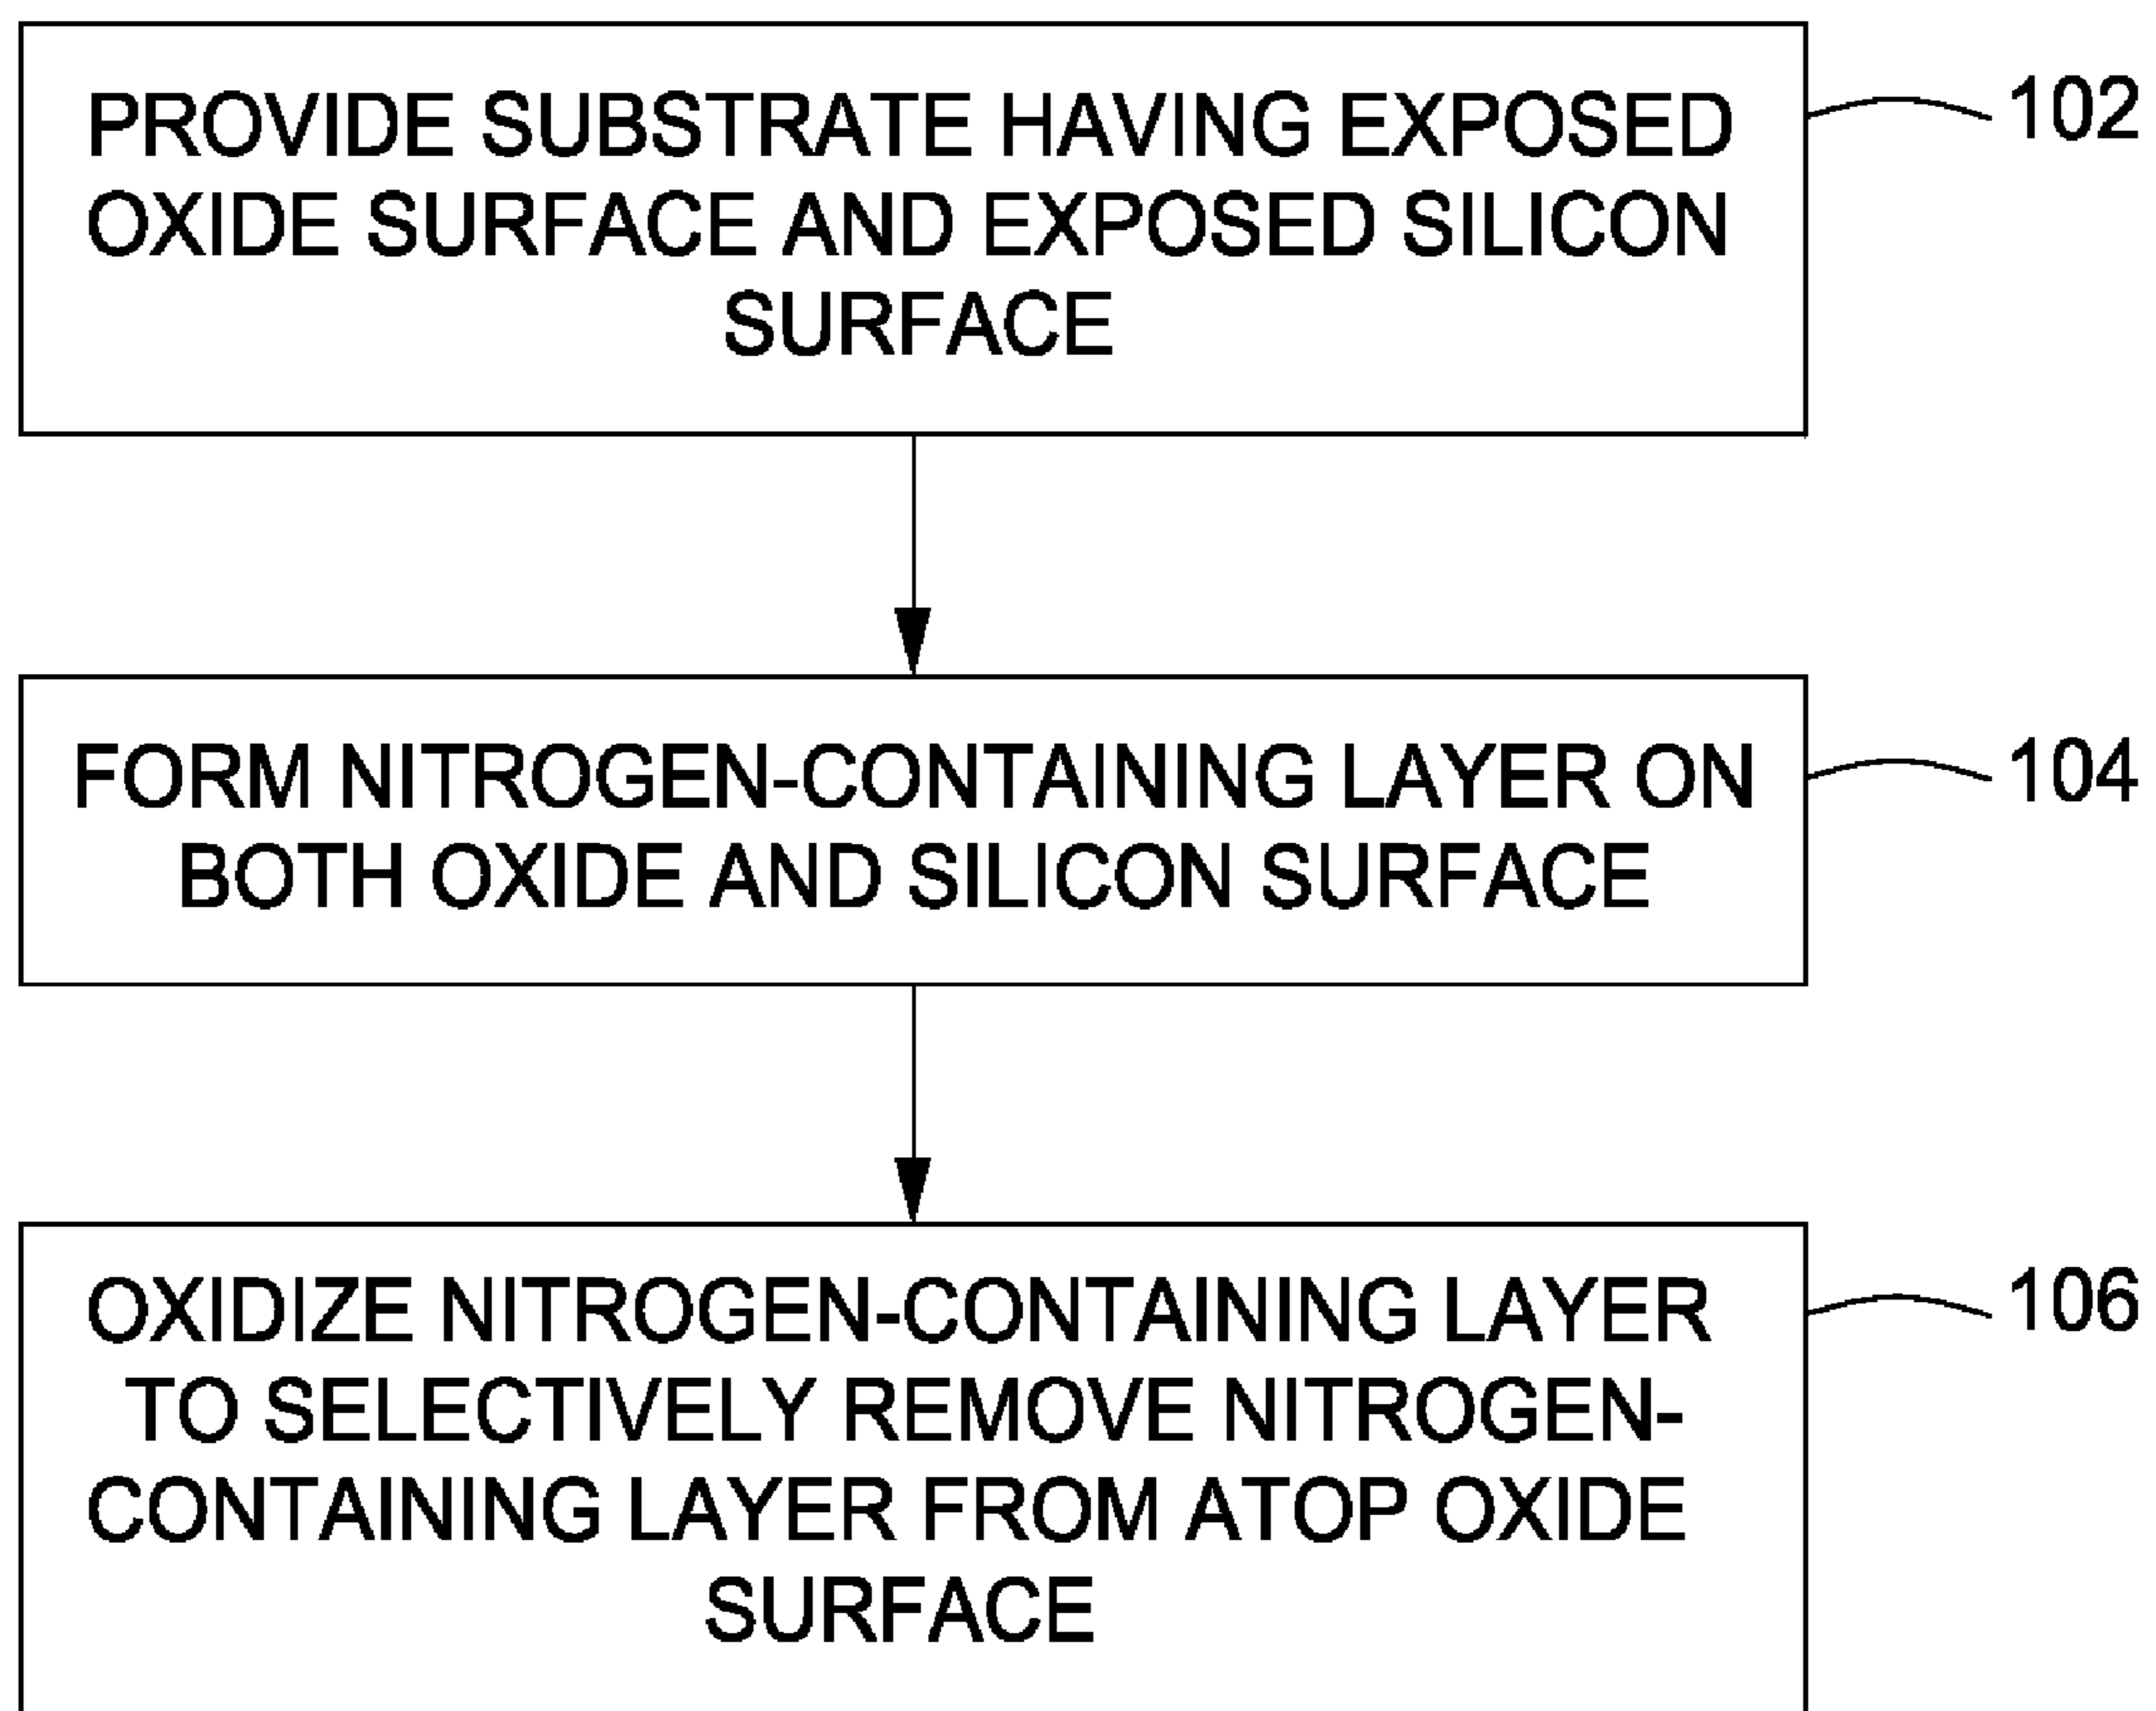 PROVIDE SUBSTRATE HAVING EXPOSED
OXIDE SURFACE AND EXPOSED SILICON
SURFACE
102
FORM NITROGEN-CONTAINING LAYER ON
BOTH OXIDE AND SILICON SURFACE
104
OXIDIZE NITROGEN-CONTAINING LAYER
TO SELECTIVELY REMOVE NITROGEN-
CONTAINING LAYER FROM ATOP OXIDE
SURFACE
106